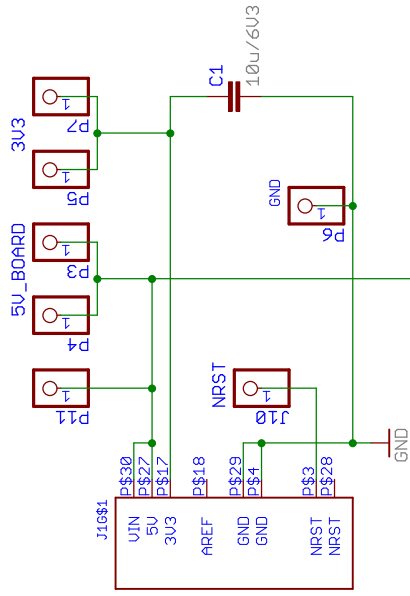 C1
10u/6V3
3V3
P7
1
P5
1
GND
P6
1
5V_BOARD
P3
1
P4
1
P11
1
NRST
J10
1
GND
J1G$1
P$30
P$27
P$17
P$18
P$29
P$4
P$3
P$28
VIN
5V
3V3
AREF
GND
GND
NRST
NRST